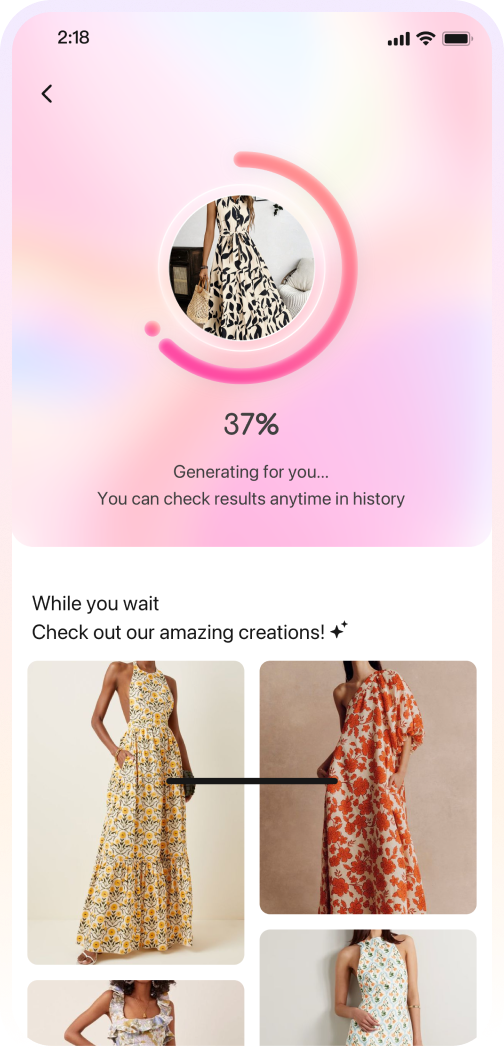 2:18
37%
Generating for you...
You can check results anytime in history
While you wait
Check out our amazing creations!